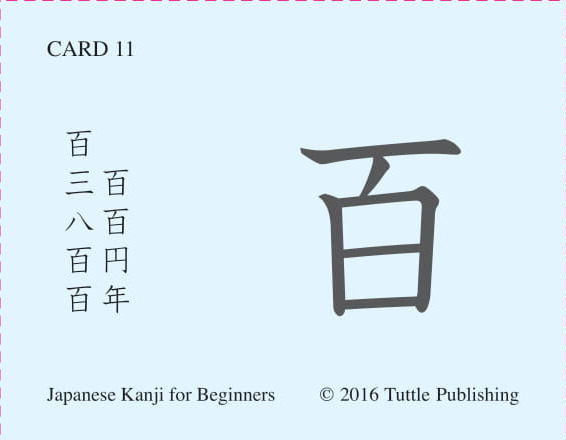 CARD 11
百
三百
八百
百円
百年
百
Japanese Kanji for Beginners
© 2016 Tuttle Publishing